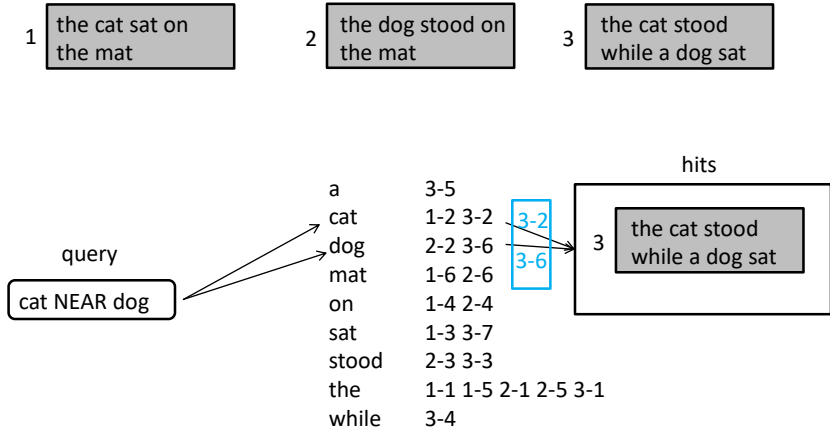 1
the cat sat on
the mat
2
the dog stood on
the mat
3
the cat stood
while a dog sat
query
cat NEAR dog
a 3-5
cat 1-2 3-2
dog 2-2 3-6
mat 1-6 2-6
on 1-4 2-4
sat 1-3 3-7
stood 2-3 3-3
the 1-1 1-5 2-1 2-5 3-1
while 3-4
3-2
3-6
hits
3
the cat stood
while a dog sat